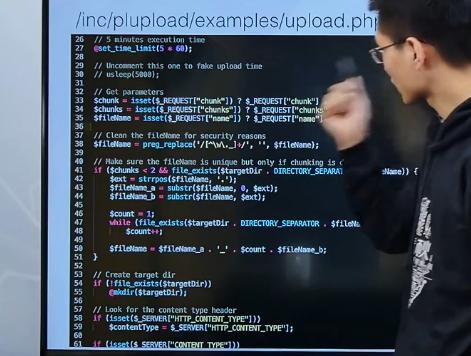 /inc/plupload/examples/upload.ph
26 // 5 minutes execution time
27 @set_time_limit(5 * 60);
28
29 // Uncomment this one to fake upload time
30 // usleep(5000);
31
32 // Get parameters
33 $chunk = isset($_REQUEST["chunk"]) ? $_REQUEST["chunk"]
34 $chunks = isset($_REQUEST["chunks"]) ? $_REQUEST["chunks"]
35 $fileName = isset($_REQUEST["name"]) ? $_REQUEST["name"]
36
37 // Clean the fileName for security reasons
38 $fileName = preg_replace('/[^\w\._]+/', '', $fileName);
39
40 // Make sure the fileName is unique but only if chunking is
41 if ($chunks < 2 && file_exists($targetDir . DIRECTORY_SEPARAT eName)) {
42 $ext = strrpos($fileName, '.');
43 $fileName_a = substr($fileName, 0, $ext);
44 $fileName_b = substr($fileName, $ext);
45
46 $count = 1;
47 while (file_exists($targetDir . DIRECTORY_SEPARATOR . $fileNa
48 $count++;
49
50 $fileName = $fileName_a . '_' . $count . $fileName_b;
51 }
52
53 // Create target dir
54 if (!file_exists($targetDir))
55 @mkdir($targetDir);
56
57 // Look for the content type header
58 if (isset($_SERVER["HTTP_CONTENT_TYPE"]))
59 $contentType = $_SERVER["HTTP_CONTENT_TYPE"];
60
61 if (isset($_SERVER["CONTENT_TYPE"]))